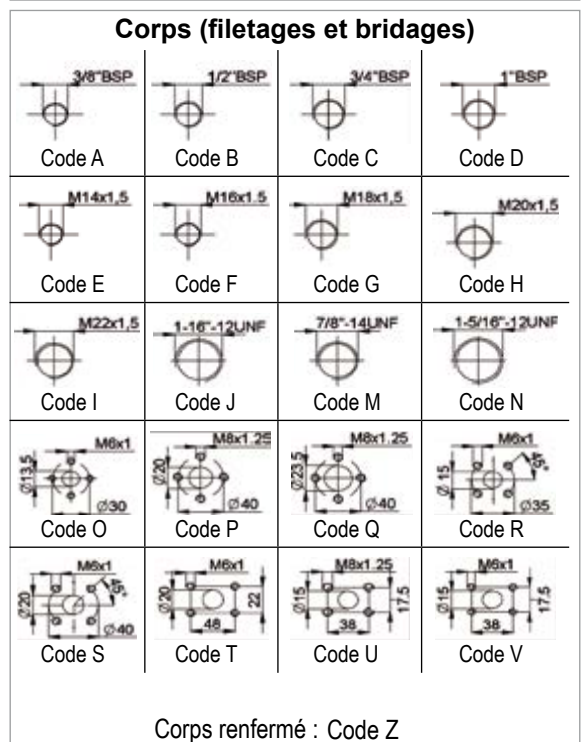 Corps (filetages et bridages)
3/8"BSP 1/2"BSP 3/4"BSP 1"BSP
Code A Code B Code C Code D
M14x1,5 M16x1.5 M18x1,5 M20x1,5
Code E Code F Code G Code H
M22x1,5 1-16"-12UNF 7/8"-14UNF 1-5/16"-12UNF
Code I Code J Code M Code N
M6x1 M8x1.25 M8x1.25 M6x1
Ø13,5 Ø20 Ø23,5 Ø 15 45°
Ø30 Ø40 Ø40 Ø35
Code O Code P Code Q Code R
M6x1 M6x1 M8x1.25 M6x1
Ø20 45° Ø20 22 Ø15 17.5 Ø15 17.5
Ø40 48 38 38
Code S Code T Code U Code V
Corps renfermé : Code Z